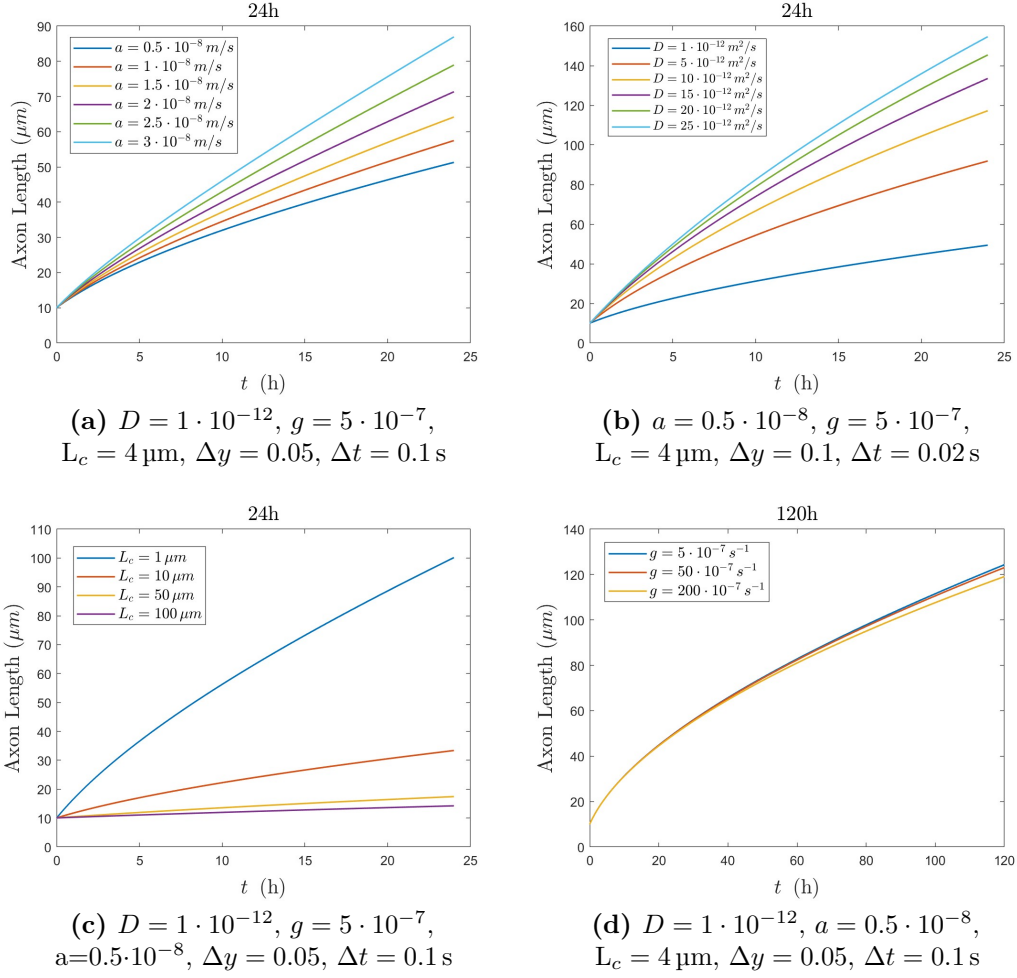 24h
Axon Length (μm)
90
80
70
60
50
40
30
20
10
0
a = 0.5 · 10⁻⁸ m/s
a = 1 · 10⁻⁸ m/s
a = 1.5 · 10⁻⁸ m/s
a = 2 · 10⁻⁸ m/s
a = 2.5 · 10⁻⁸ m/s
a = 3 · 10⁻⁸ m/s
0 5 10 15 20 25
t (h)
(a) D = 1 · 10⁻¹², g = 5 · 10⁻⁷,
L_c = 4 µm, Δy = 0.05, Δt = 0.1 s
24h
Axon Length (μm)
160
140
120
100
80
60
40
20
0
D = 1 · 10⁻¹² m²/s
D = 5 · 10⁻¹² m²/s
D = 10 · 10⁻¹² m²/s
D = 15 · 10⁻¹² m²/s
D = 20 · 10⁻¹² m²/s
D = 25 · 10⁻¹² m²/s
0 5 10 15 20 25
t (h)
(b) a = 0.5 · 10⁻⁸, g = 5 · 10⁻⁷,
L_c = 4 µm, Δy = 0.1, Δt = 0.02 s
24h
Axon Length (μm)
110
100
90
80
70
60
50
40
30
20
10
0
L_c = 1 μm
L_c = 10 μm
L_c = 50 μm
L_c = 100 μm
0 5 10 15 20 25
t (h)
(c) D = 1 · 10⁻¹², g = 5 · 10⁻⁷,
a=0.5·10⁻⁸, Δy = 0.05, Δt = 0.1 s
120h
Axon Length (μm)
140
120
100
80
60
40
20
0
g = 5 · 10⁻⁷ s⁻¹
g = 50 · 10⁻⁷ s⁻¹
g = 200 · 10⁻⁷ s⁻¹
0 20 40 60 80 100 120
t (h)
(d) D = 1 · 10⁻¹², a = 0.5 · 10⁻⁸,
L_c = 4 µm, Δy = 0.05, Δt = 0.1 s